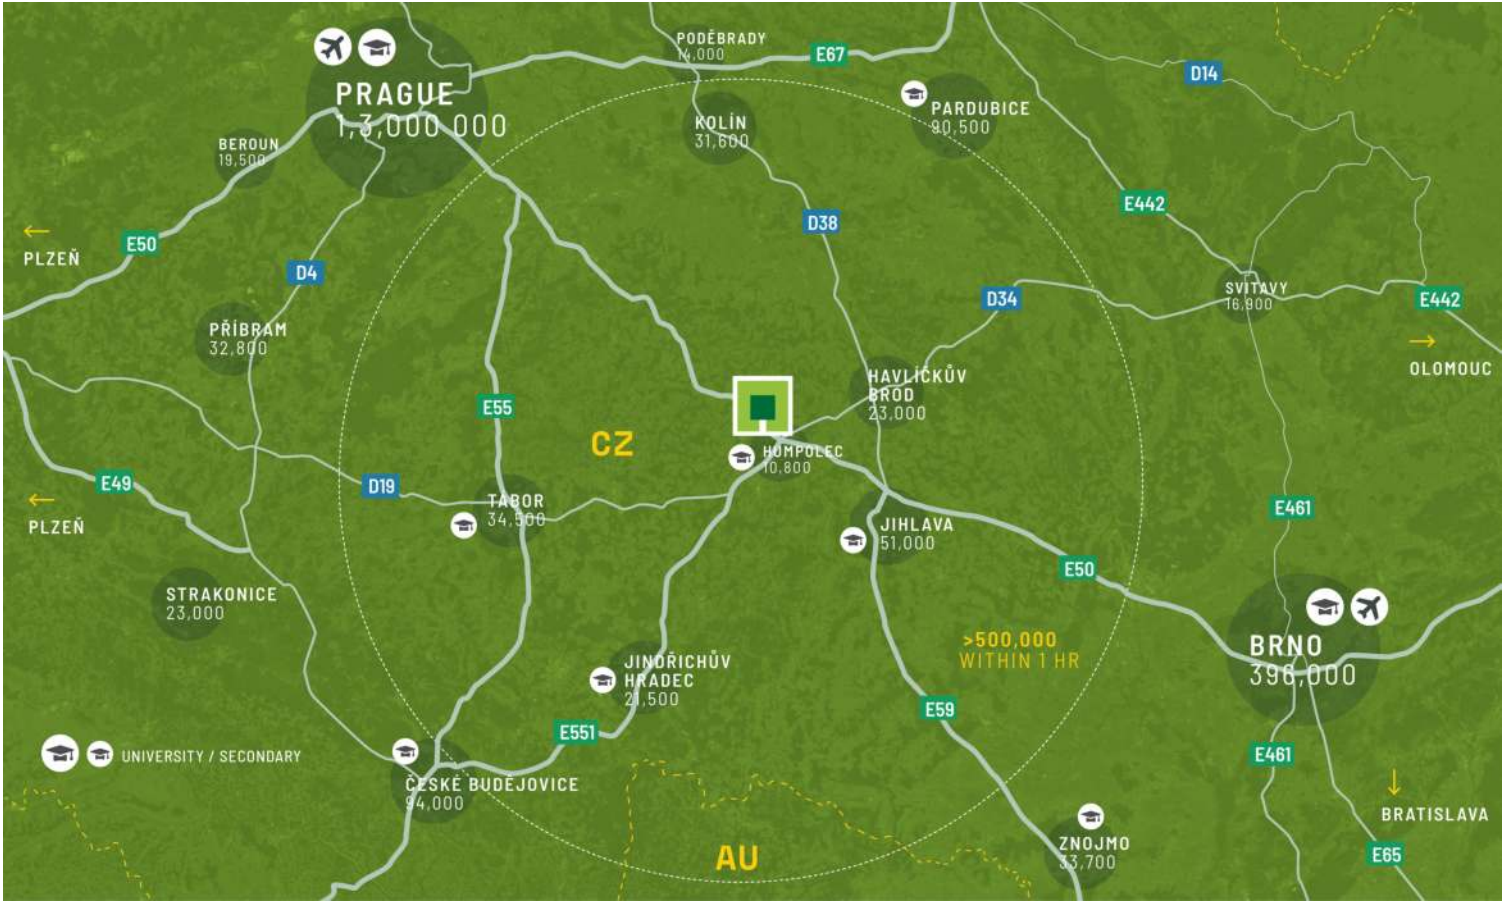 PODĚBRADY
14,000
E67
D14
PRAGUE
1,3,000 000
PARDUBICE
90,500
KOLÍN
31,600
BEROUN
19,500
E442
D38
PLZEŇ
E50
D4
D34
SVITAVY
16,900
E442
PŘÍBRAM
32,800
OLOMOUC
HAVLÍČKŮV
BROD
23,000
E55
CZ
HUMPOLEC
10,800
E49
D19
PLZEŇ
TÁBOR
34,500
E461
JIHLAVA
51,000
E50
STRAKONICE
23,000
>500,000
WITHIN 1 HR
BRNO
396,000
JINDŘICHŮV
HRADEC
21,500
E59
E551
UNIVERSITY / SECONDARY
E461
ČESKÉ BUDĚJOVICE
94,000
BRATISLAVA
ZNOJMO
33,700
AU
E65